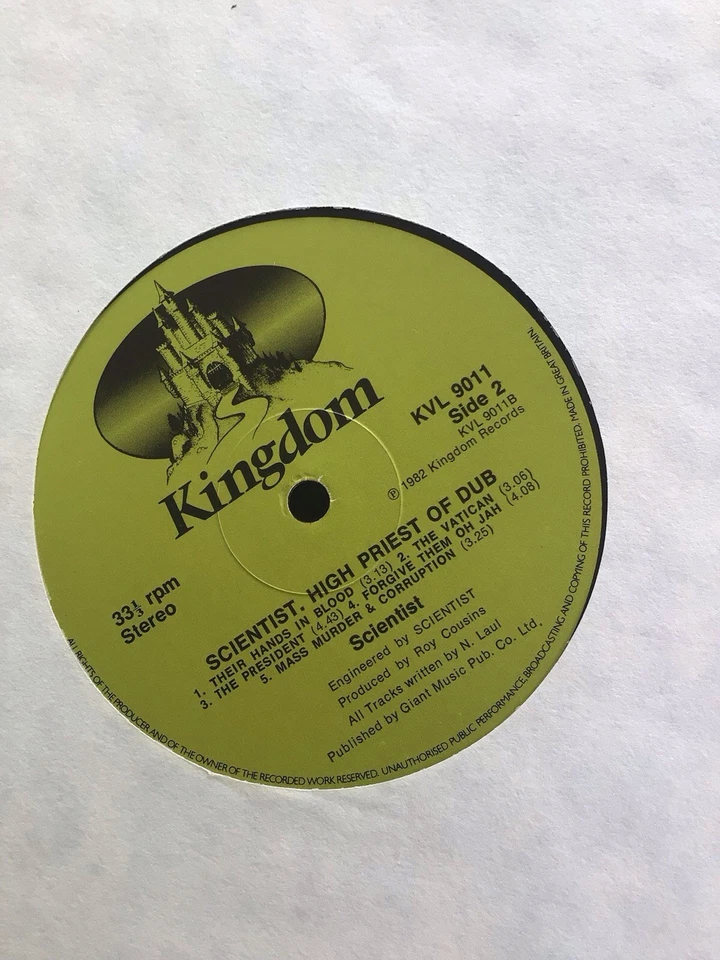 Kingdom
KVL 9011
Side 2
KVL 9011B
Ⓟ 1982 Kingdom Records
33⅓ rpm
Stereo
SCIENTIST. HIGH PRIEST OF DUB
1. THEIR HANDS IN BLOOD (3.13) 2. THE VATICAN (3.06)
3. THE PRESIDENT (4.43) 4. FORGIVE THEM OH JAH (4.08)
5. MASS MURDER & CORRUPTION (3.25)
Scientist
Engineered by SCIENTIST
Produced by Roy Cousins
All Tracks written by N. Laul
Published by Giant Music Pub. Co. Ltd.
ALL RIGHTS OF THE PRODUCER AND OF THE OWNER OF THE RECORDED WORK RESERVED. UNAUTHORISED PUBLIC PERFORMANCE, BROADCASTING AND COPYING OF THIS RECORD PROHIBITED. MADE IN GREAT BRITAIN.